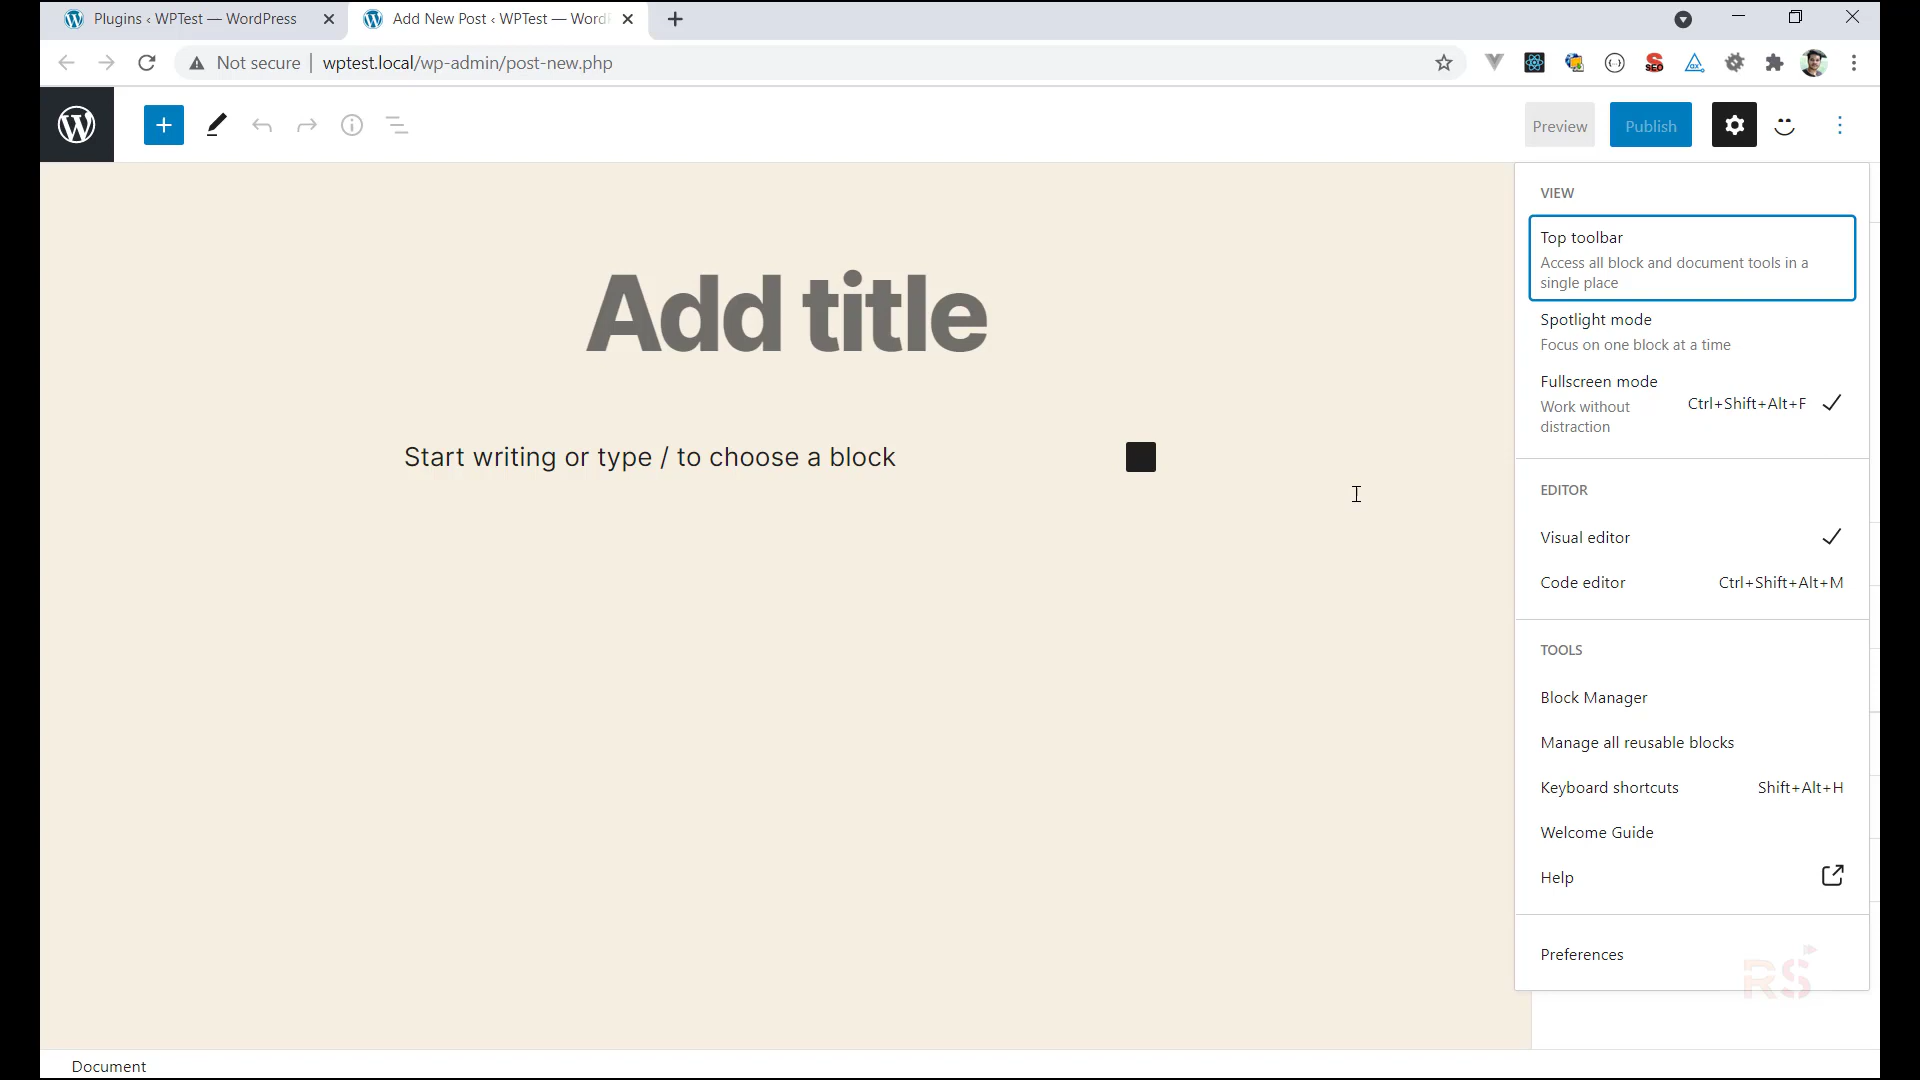 Plugins ‹ WPTest — WordPress
Add New Post ‹ WPTest — Word
Not secure
wptest.local/wp-admin/post-new.php
SEO
Preview
Publish
VIEW
Top toolbar
Access all block and document tools in a
single place
Spotlight mode
Focus on one block at a time
Fullscreen mode
Work without
distraction
Ctrl+Shift+Alt+F
Add title
Start writing or type / to choose a block
EDITOR
Visual editor
Code editor
Ctrl+Shift+Alt+M
TOOLS
Block Manager
Manage all reusable blocks
Keyboard shortcuts
Shift+Alt+H
Welcome Guide
Help
Preferences
RS
Document